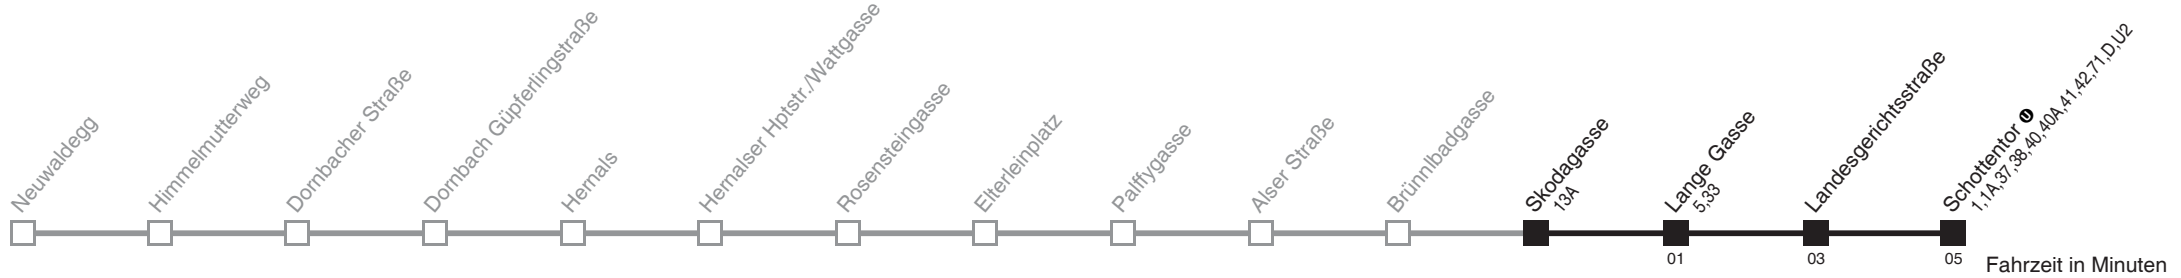 Neuwaldegg
Himmelmutterweg
Dornbacher Straße
Dornbach Güpferlingstraße
Hernals
Hernalser Hptstr./Wattgasse
Rosensteingasse
Elterleinplatz
Palffygasse
Alser Straße
Brünnlbadgasse
Skodagasse
13A
Lange Gasse
5,33
Landesgerichtsstraße
Schottentor U
1,1A,37,38,40,40A,41,42,71,D,U2
01
03
05
Fahrzeit in Minuten